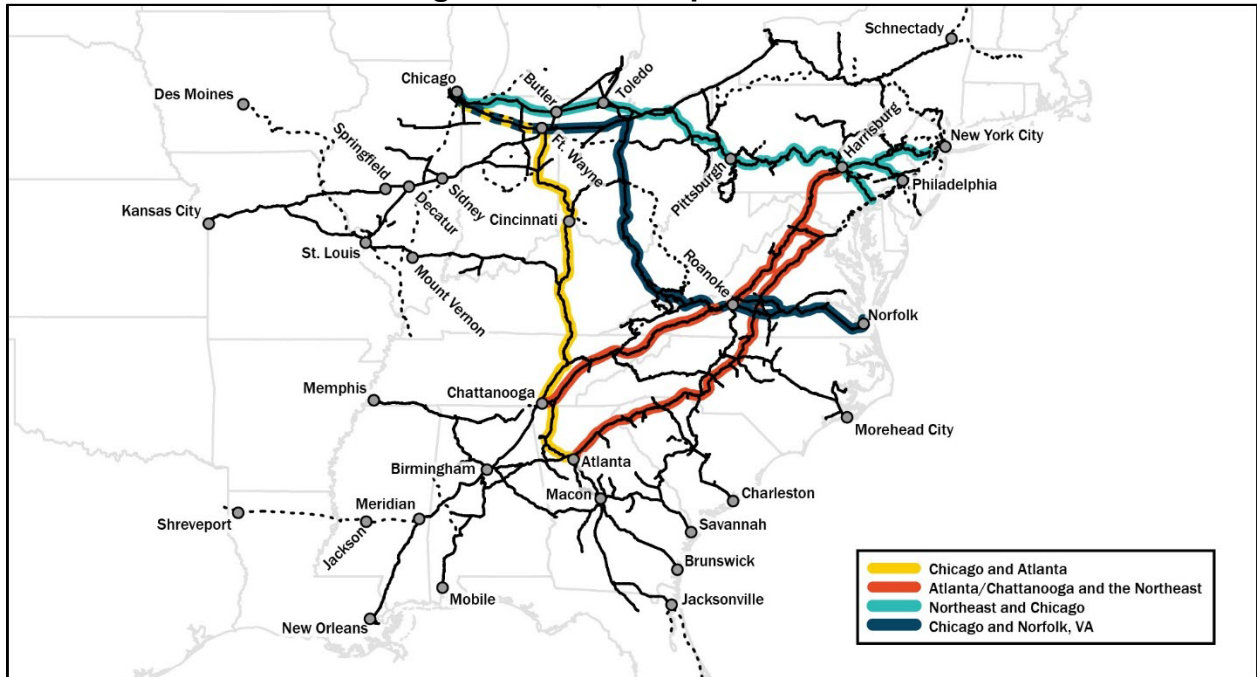 Schnectady
Chicago
Butler
Toledo
Des Moines
Harrisburg
New York City
Springfield
Ft. Wayne
Pittsburgh
Philadelphia
Kansas City
Decatur
Sidney
Cincinnati
St. Louis
Mount Vernon
Roanoke
Norfolk
Memphis
Chattanooga
Morehead City
Birmingham
Atlanta
Macon
Charleston
Shreveport
Jackson
Meridian
Savannah
Brunswick
Mobile
Jacksonville
New Orleans
Chicago and Atlanta
Atlanta/Chattanooga and the Northeast
Northeast and Chicago
Chicago and Norfolk, VA